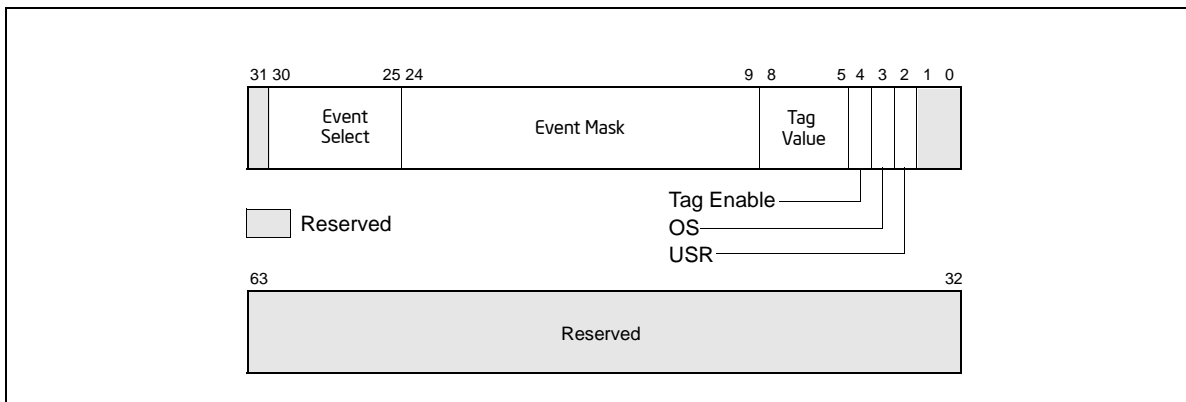 31 30 25 24 9 8 5 4 3 2 1 0
Event
Select
Event Mask
Tag
Value
Tag Enable
OS
USR
Reserved
63 32
Reserved